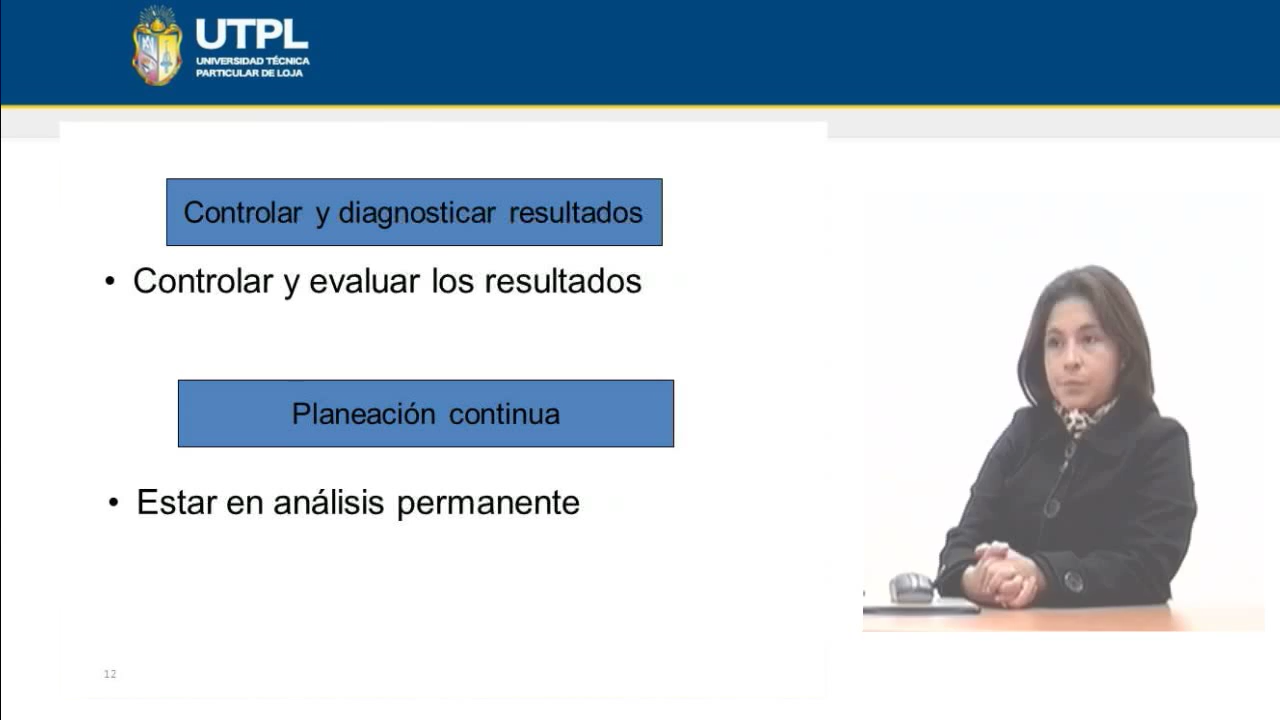 UTPL
UNIVERSIDAD TÉCNICA
PARTICULAR DE LOJA
Controlar y diagnosticar resultados
• Controlar y evaluar los resultados
Planeación continua
• Estar en análisis permanente
12